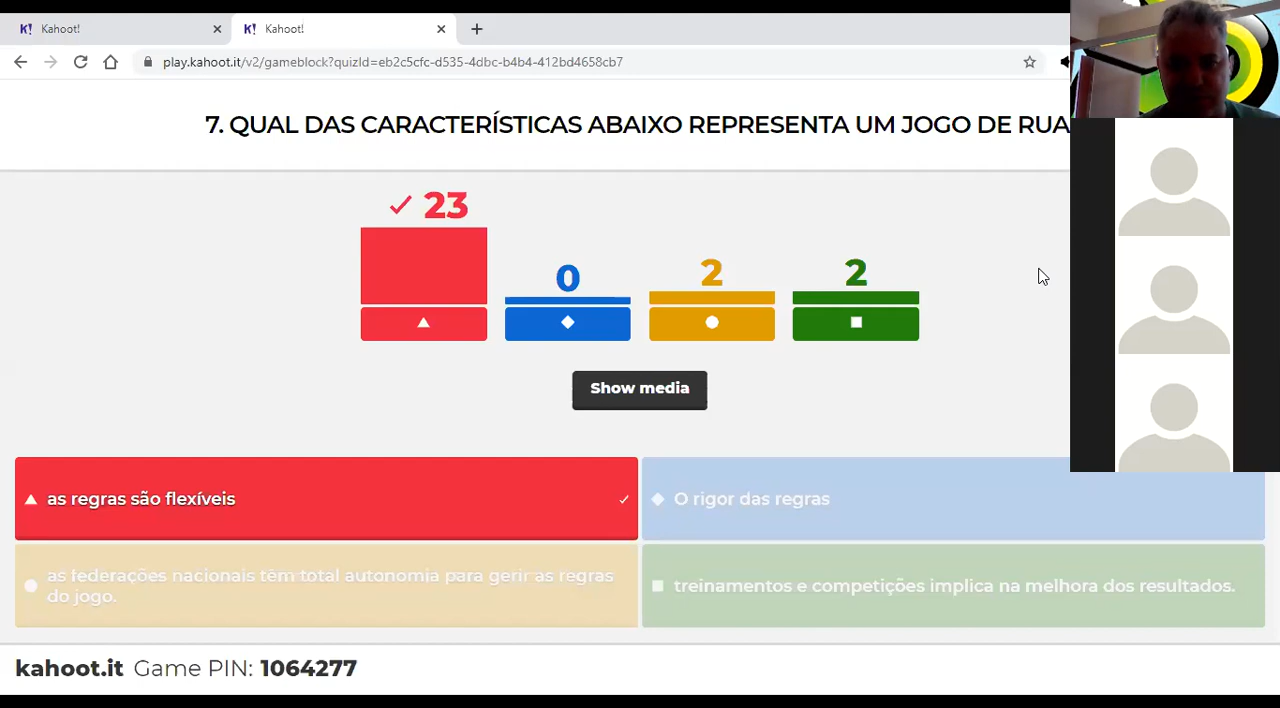 K! Kahoot!
K! Kahoot!
play.kahoot.it/v2/gameblock?quizId=eb2c5cfc-d535-4dbc-b4b4-412bd4658cb7
7. QUAL DAS CARACTERÍSTICAS ABAIXO REPRESENTA UM JOGO DE RUA
23
0
2
2
Show media
as regras são flexíveis
O rigor das regras
as federações nacionais têm total autonomia para gerir as regras
do jogo.
treinamentos e competições implica na melhora dos resultados.
kahoot.it Game PIN: 1064277